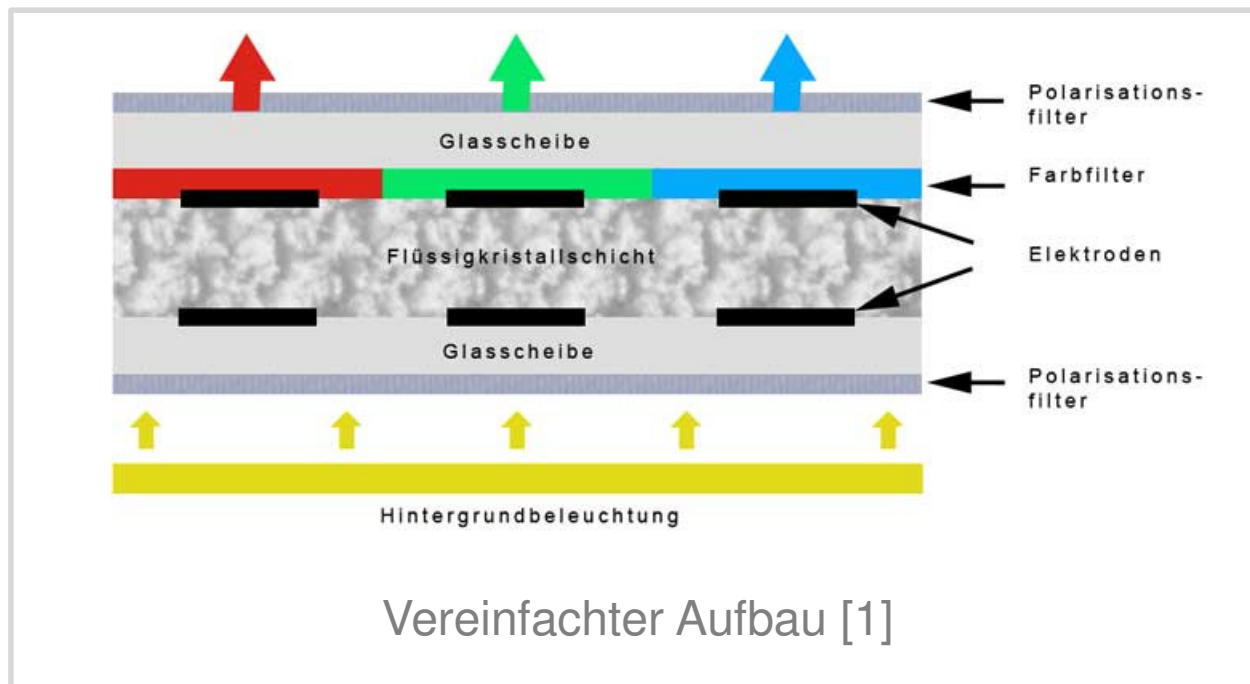 Polarisations-
filter
Glasscheibe
Farbfilter
Flüssigkristallschicht
Elektroden
Glasscheibe
Polarisations-
filter
Hintergrundbeleuchtung
Vereinfachter Aufbau [1]